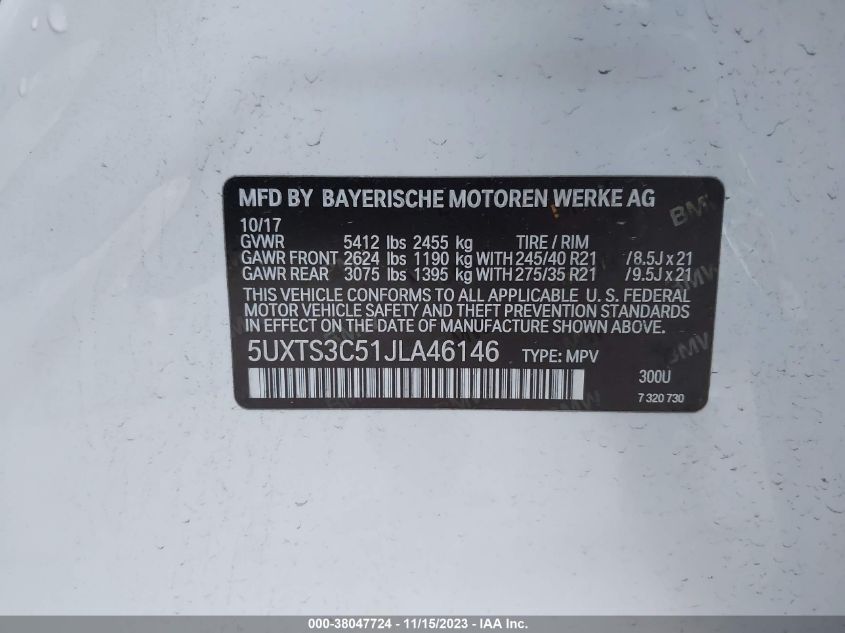 MFD BY BAYERISCHE MOTOREN WERKE AG
10/17
GVWR 5412 lbs 2455 kg TIRE / RIM
GAWR FRONT 2624 lbs 1190 kg WITH 245/40 R21 /8.5J x 21
GAWR REAR 3075 lbs 1395 kg WITH 275/35 R21 /9.5J x 21
THIS VEHICLE CONFORMS TO ALL APPLICABLE U. S. FEDERAL
MOTOR VEHICLE SAFETY AND THEFT PREVENTION STANDARDS
IN EFFECT ON THE DATE OF MANUFACTURE SHOWN ABOVE.
5UXTS3C51JLA46146 TYPE: MPV
300U
7 320 730
BMW
BMW
BMW
BMW
000-38047724 - 11/15/2023 - IAA Inc.